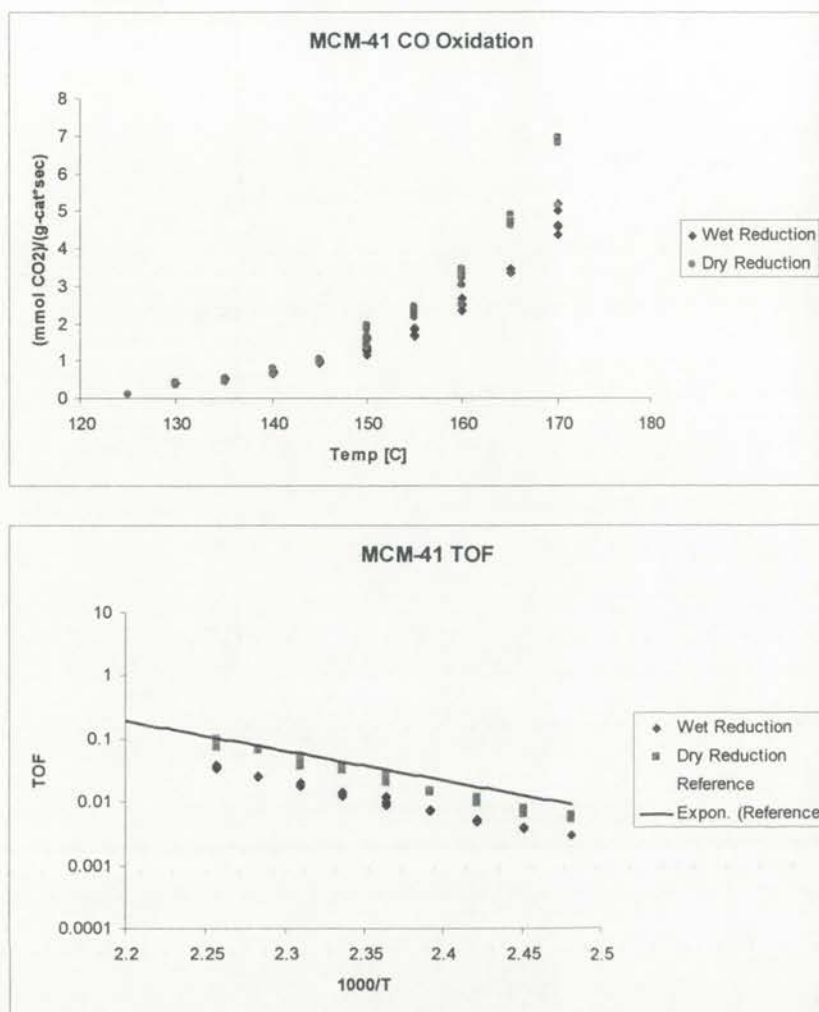 MCM-41 CO Oxidation
(mmol CO2)/(g-cat*sec)
8
7
6
5
4
3
2
1
0
120 130 140 150 160 170 180
Temp [C]
Wet Reduction
Dry Reduction
MCM-41 TOF
TOF
10
1
0.1
0.01
0.001
0.0001
2.2 2.25 2.3 2.35 2.4 2.45 2.5
1000/T
Wet Reduction
Dry Reduction
Reference
Expon. (Reference